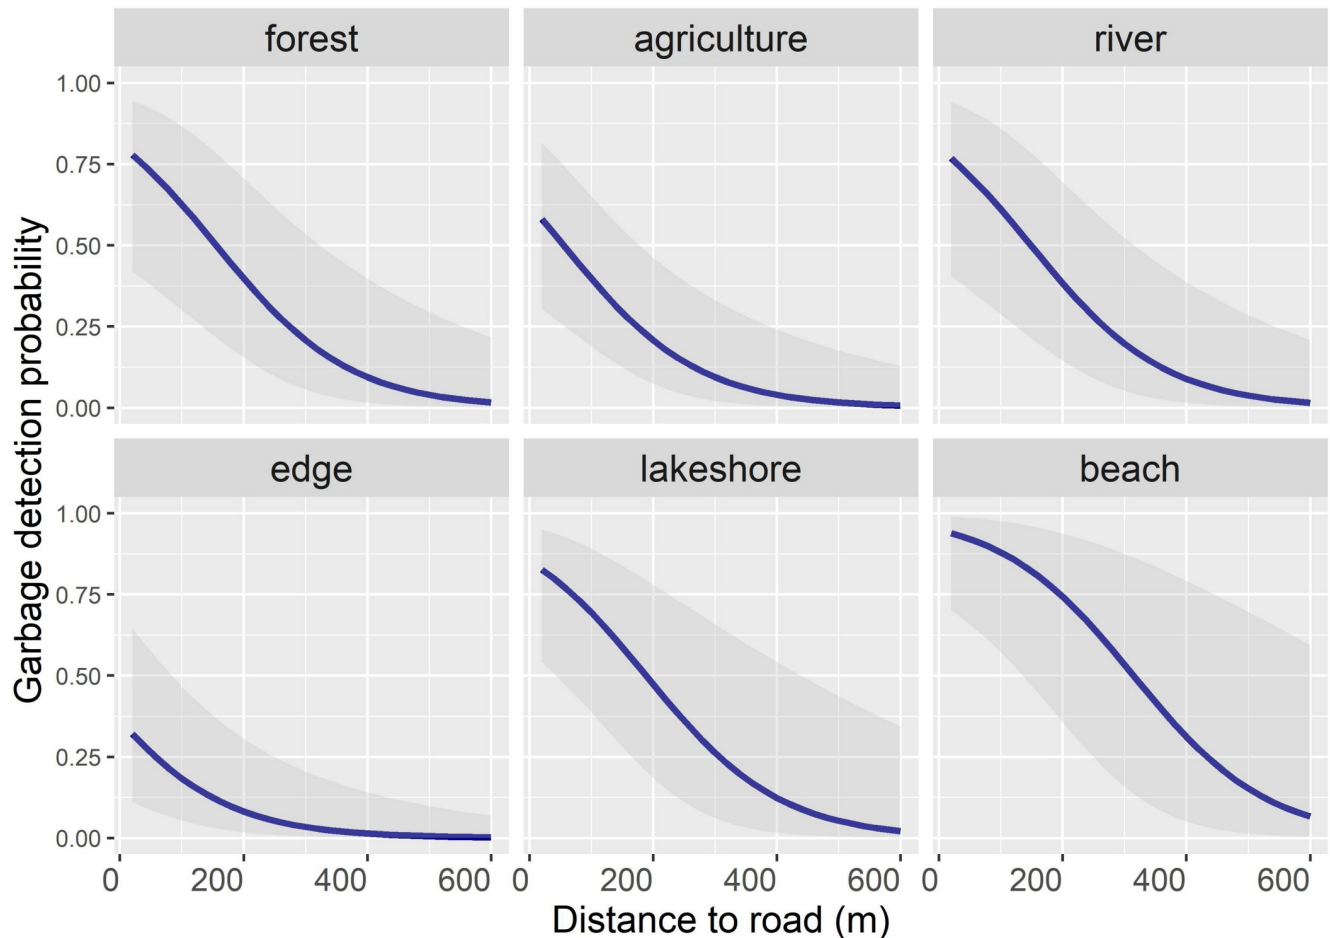 forest agriculture river
1.00
0.75
0.50
0.25
0.00
edge lakeshore beach
1.00
0.75
0.50
0.25
0.00
0 200 400 600 0 200 400 600 0 200 400 600
Distance to road (m)
Garbage detection probability